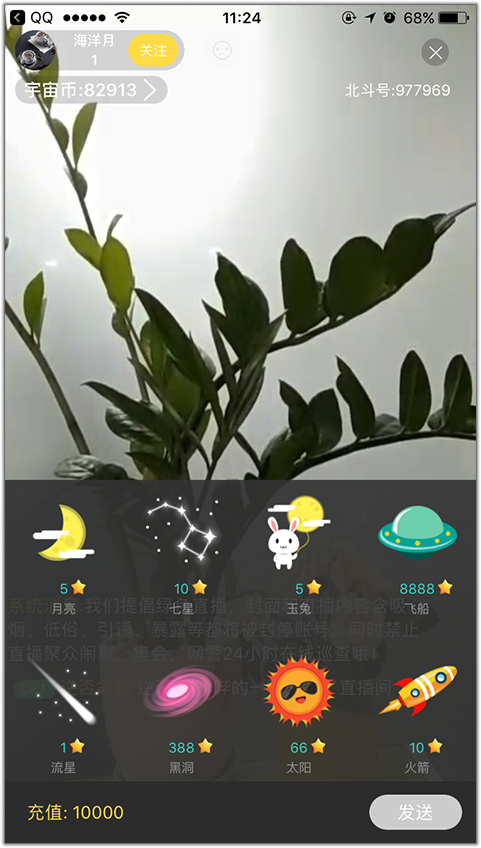 QQ 11:24 68%
海洋月
1
关注
宇宙币:82913
北斗号:977969
5 10 5 8888
月亮 七星 玉兔 飞船
系统消息:我们提倡绿色直播，封面和直播内容含吸
烟、低俗、引诱、暴露等都将被封停账号，同时禁止
直播聚众闹事、集会，网警24小时在线巡查哦！
直播间
1 388 66 10
流星 黑洞 太阳 火箭
充值: 10000
发送